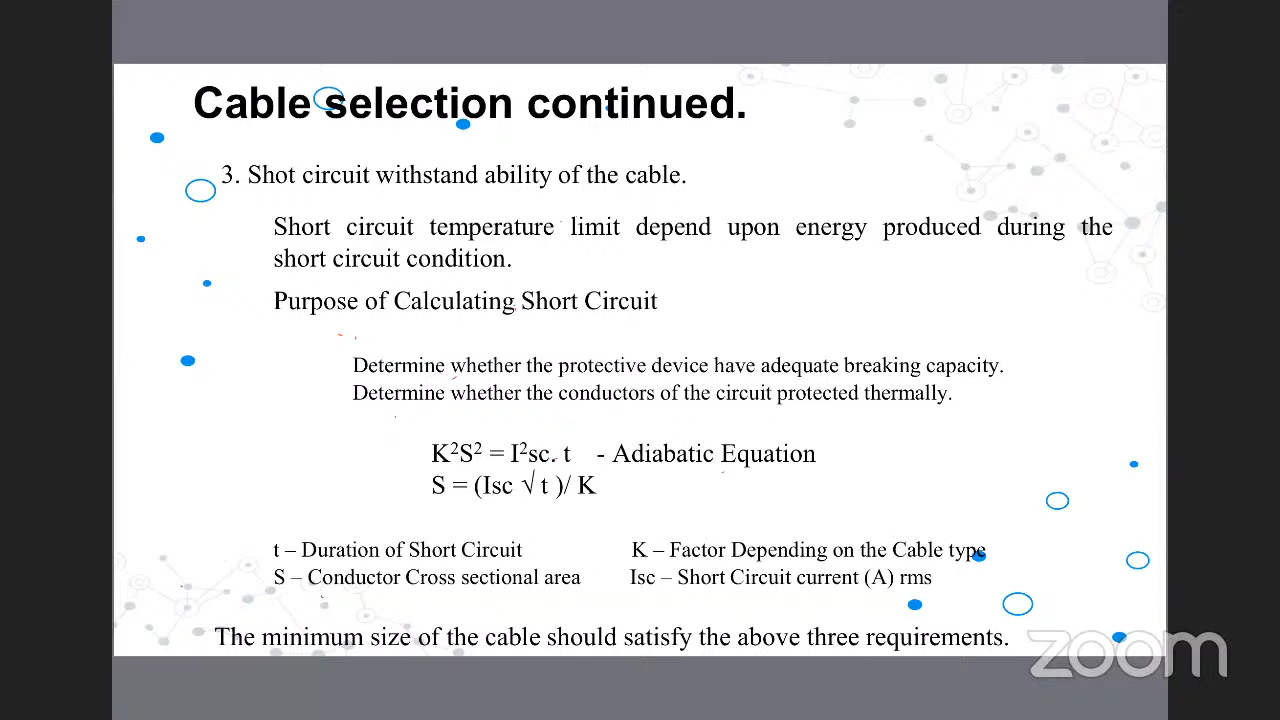 Cable selection continued.
3. Shot circuit withstand ability of the cable.
Short circuit temperature limit depend upon energy produced during the
short circuit condition.
Purpose of Calculating Short Circuit
Determine whether the protective device have adequate breaking capacity.
Determine whether the conductors of the circuit protected thermally.
K²S² = I²sc. t - Adiabatic Equation
S = (Isc √ t )/ K
t – Duration of Short Circuit K – Factor Depending on the Cable type
S – Conductor Cross sectional area Isc – Short Circuit current (A) rms
The minimum size of the cable should satisfy the above three requirements.
zoom